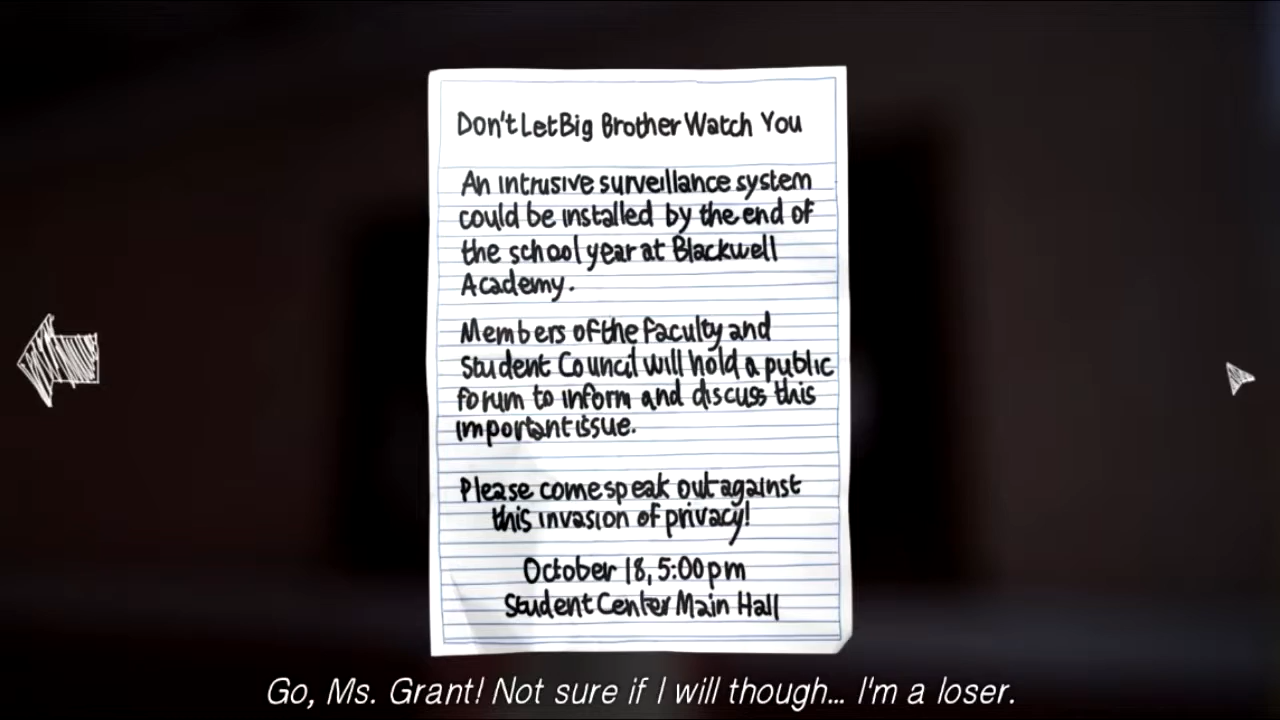 Don't Let Big Brother Watch You
An intrusive surveillance system
could be installed by the end of
the school year at Blackwell
Academy.
Members of the faculty and
Student Council will hold a public
forum to inform and discuss this
important issue.
Please come speak out against
this invasion of privacy!
October 18, 5:00pm
Student Center Main Hall
Go, Ms. Grant! Not sure if I will though... I'm a loser.